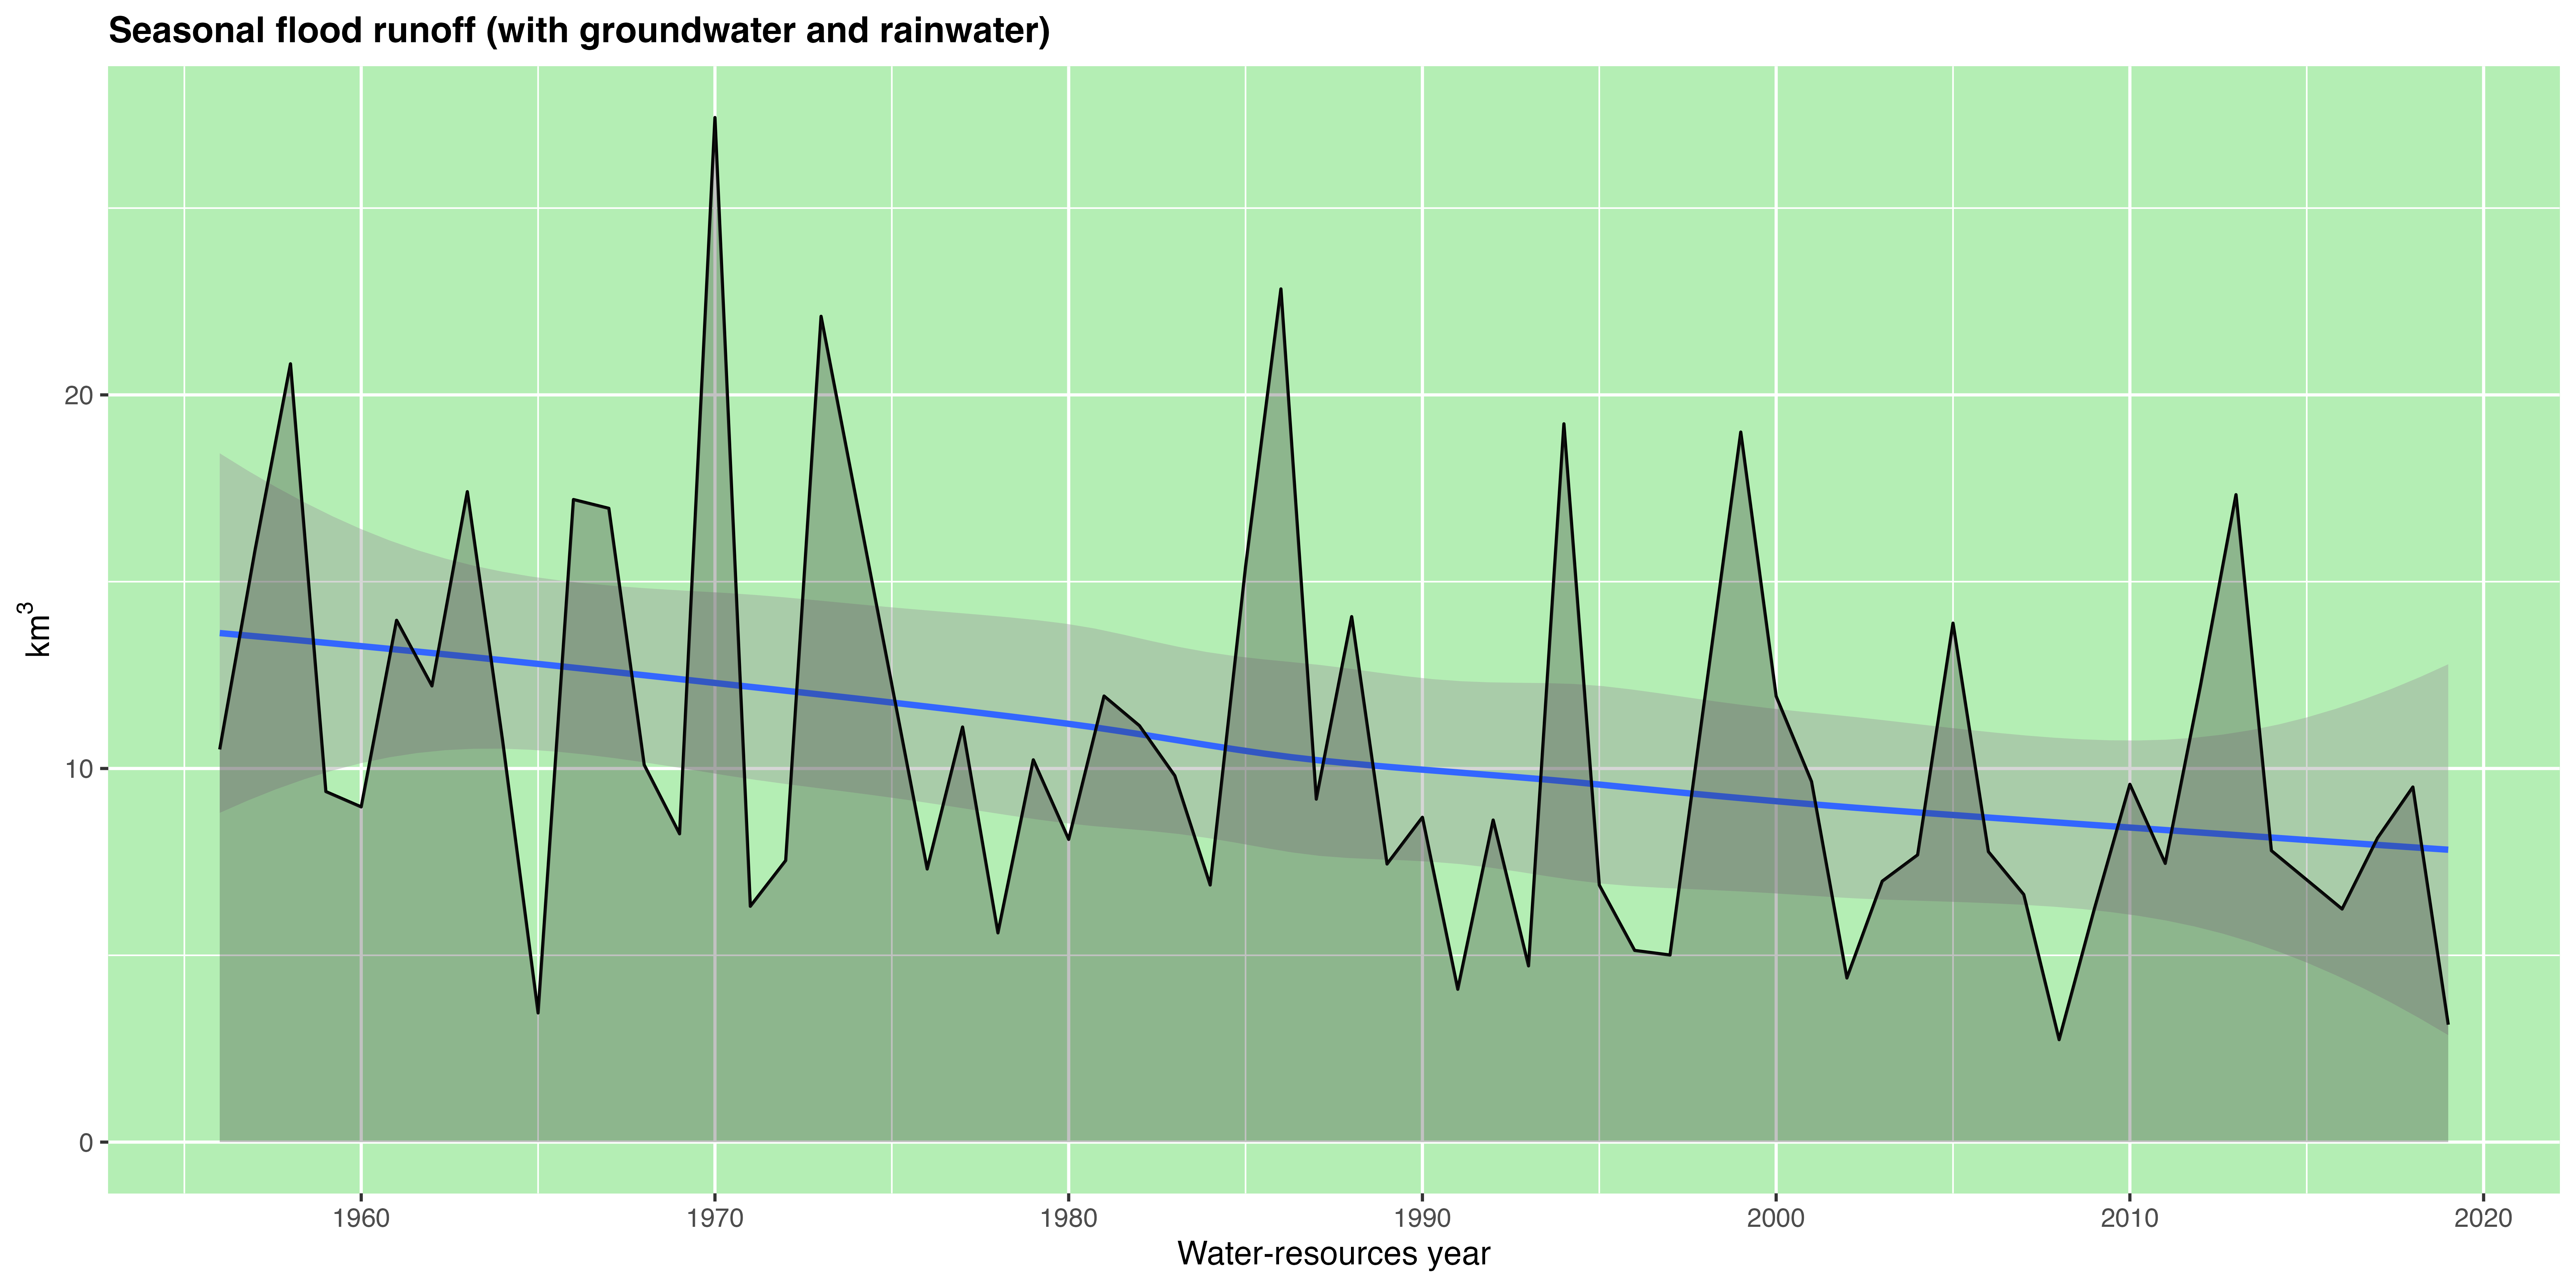 Seasonal flood runoff (with groundwater and rainwater)
km³
20
10
0
1960 1970 1980 1990 2000 2010 2020
Water-resources year